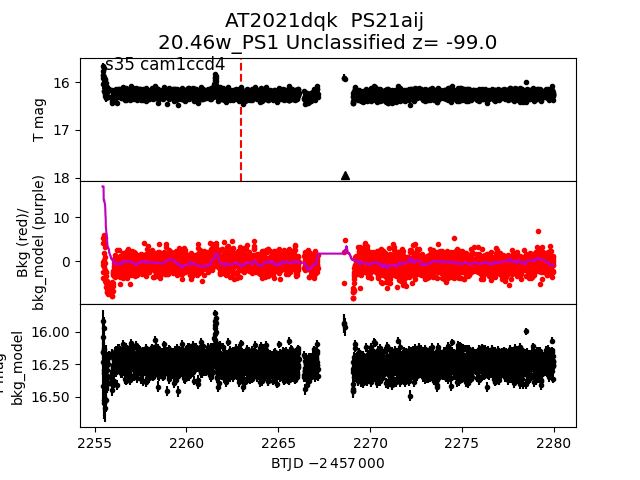 AT2021dqk  PS21aij
20.46w_PS1 Unclassified z= -99.0
s35 cam1ccd4
16
17
18
T mag
10
0
Bkg (red)/
bkg_model (purple)
16.00
16.25
16.50
mag
bkg_model
2255 2260 2265 2270 2275 2280
BTJD −2 457 000